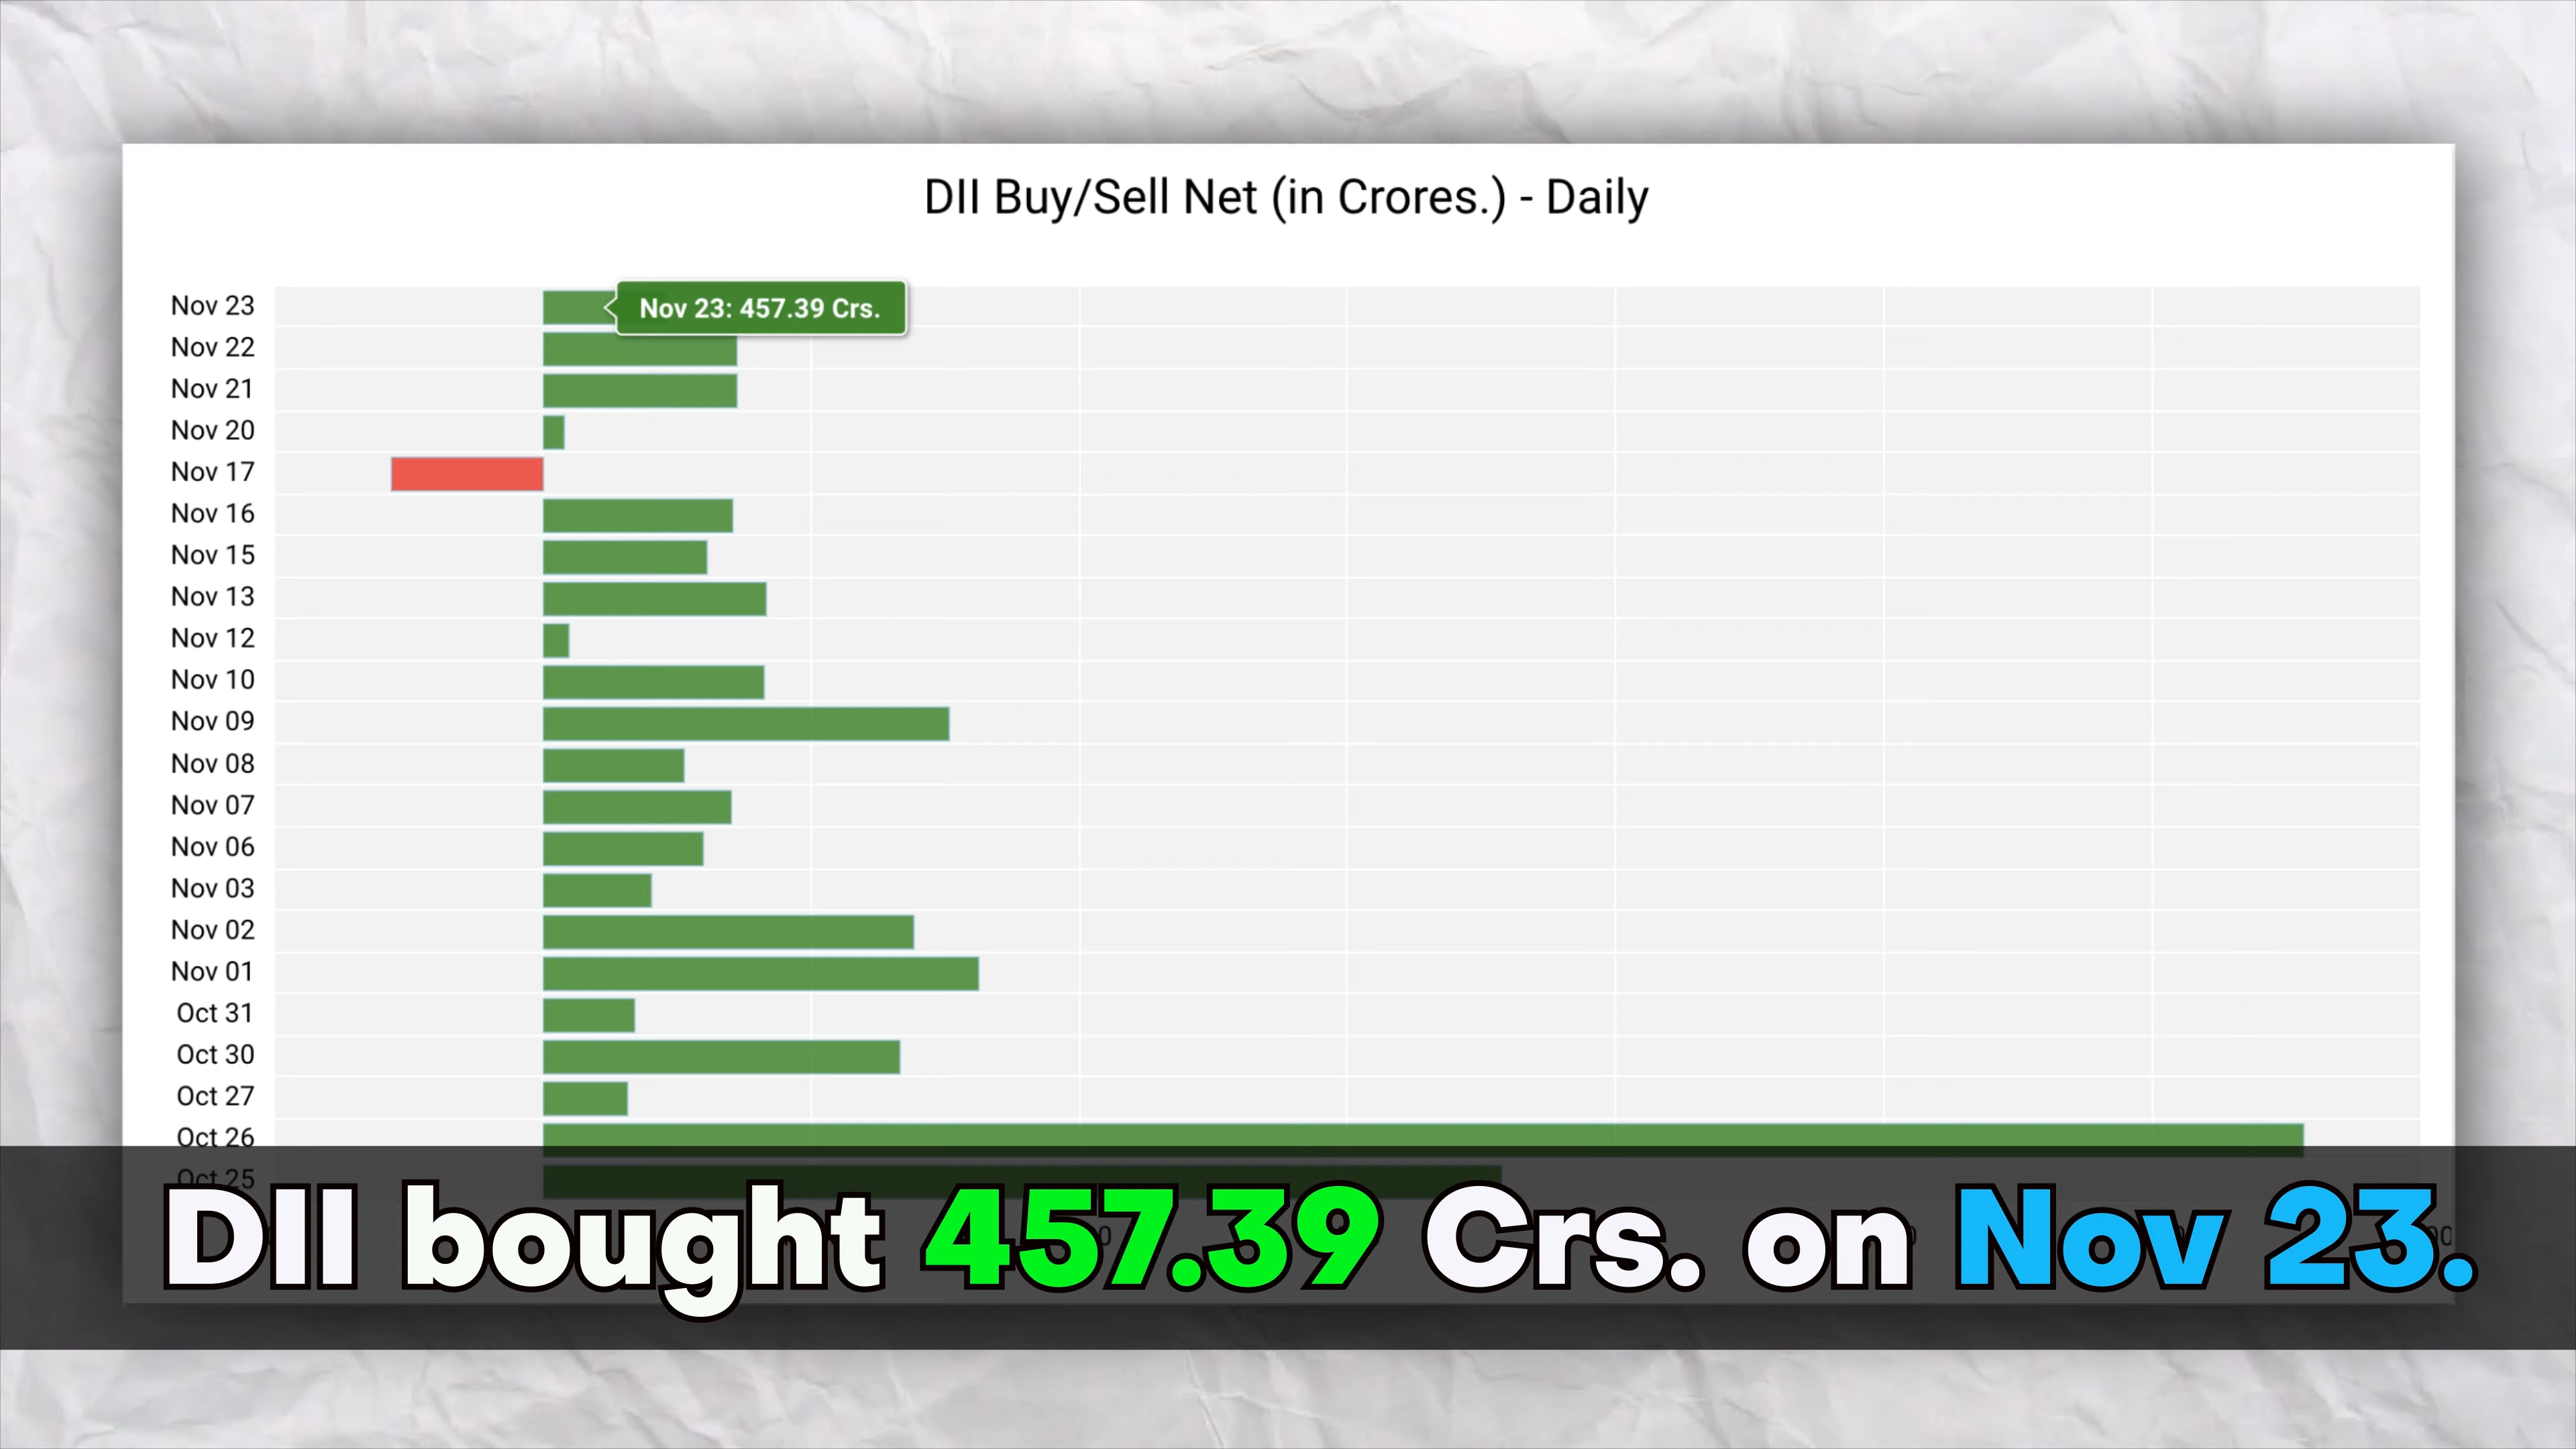 DII Buy/Sell Net (in Crores.) - Daily
Nov 23
Nov 23: 457.39 Crs.
Nov 22
Nov 21
Nov 20
Nov 17
Nov 16
Nov 15
Nov 13
Nov 12
Nov 10
Nov 09
Nov 08
Nov 07
Nov 06
Nov 03
Nov 02
Nov 01
Oct 31
Oct 30
Oct 27
Oct 26
Oct 25
DII bought 457.39 Crs. on Nov 23.